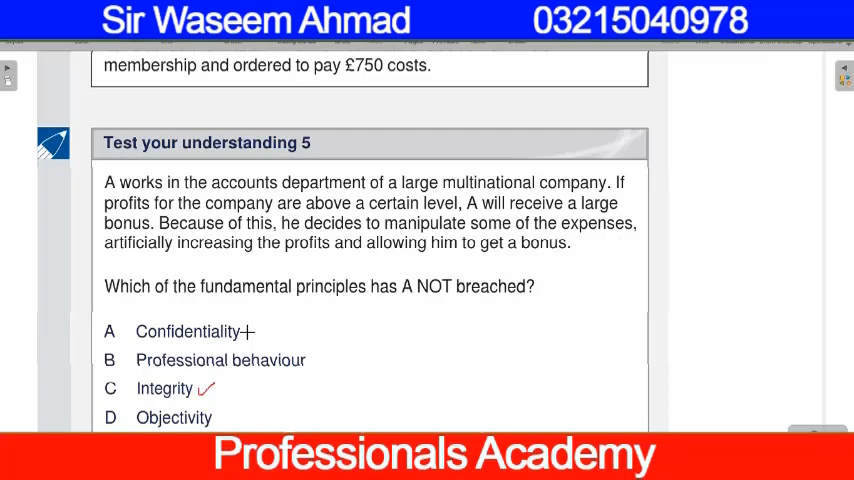 Sir Waseem Ahmad 03215040978
membership and ordered to pay £750 costs.
Test your understanding 5
A works in the accounts department of a large multinational company. If
profits for the company are above a certain level, A will receive a large
bonus. Because of this, he decides to manipulate some of the expenses,
artificially increasing the profits and allowing him to get a bonus.
Which of the fundamental principles has A NOT breached?
A Confidentiality
B Professional behaviour
C Integrity
D Objectivity
Professionals Academy